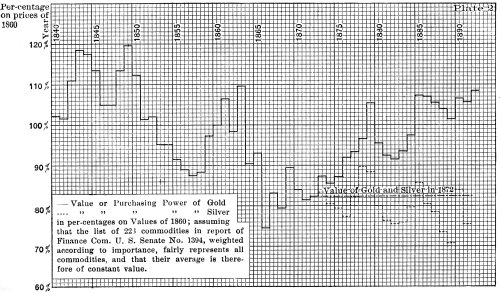 Per-centage
on prices of
1860
Plate 2
Year
1840
1845
1850
1855
1860
1865
1870
1875
1880
1885
1890
120%
110%
100%
90%
80%
70%
60%
Value of Gold and Silver in 1872
— Value or Purchasing Power of Gold
.... " " " " " Silver
in per-centages on Values of 1860; assuming
that the list of 223 commodities in report of
Finance Com. U. S. Senate No. 1394, weighted
according to importance, fairly represents all
commodities, and that their average is there-
fore of constant value.